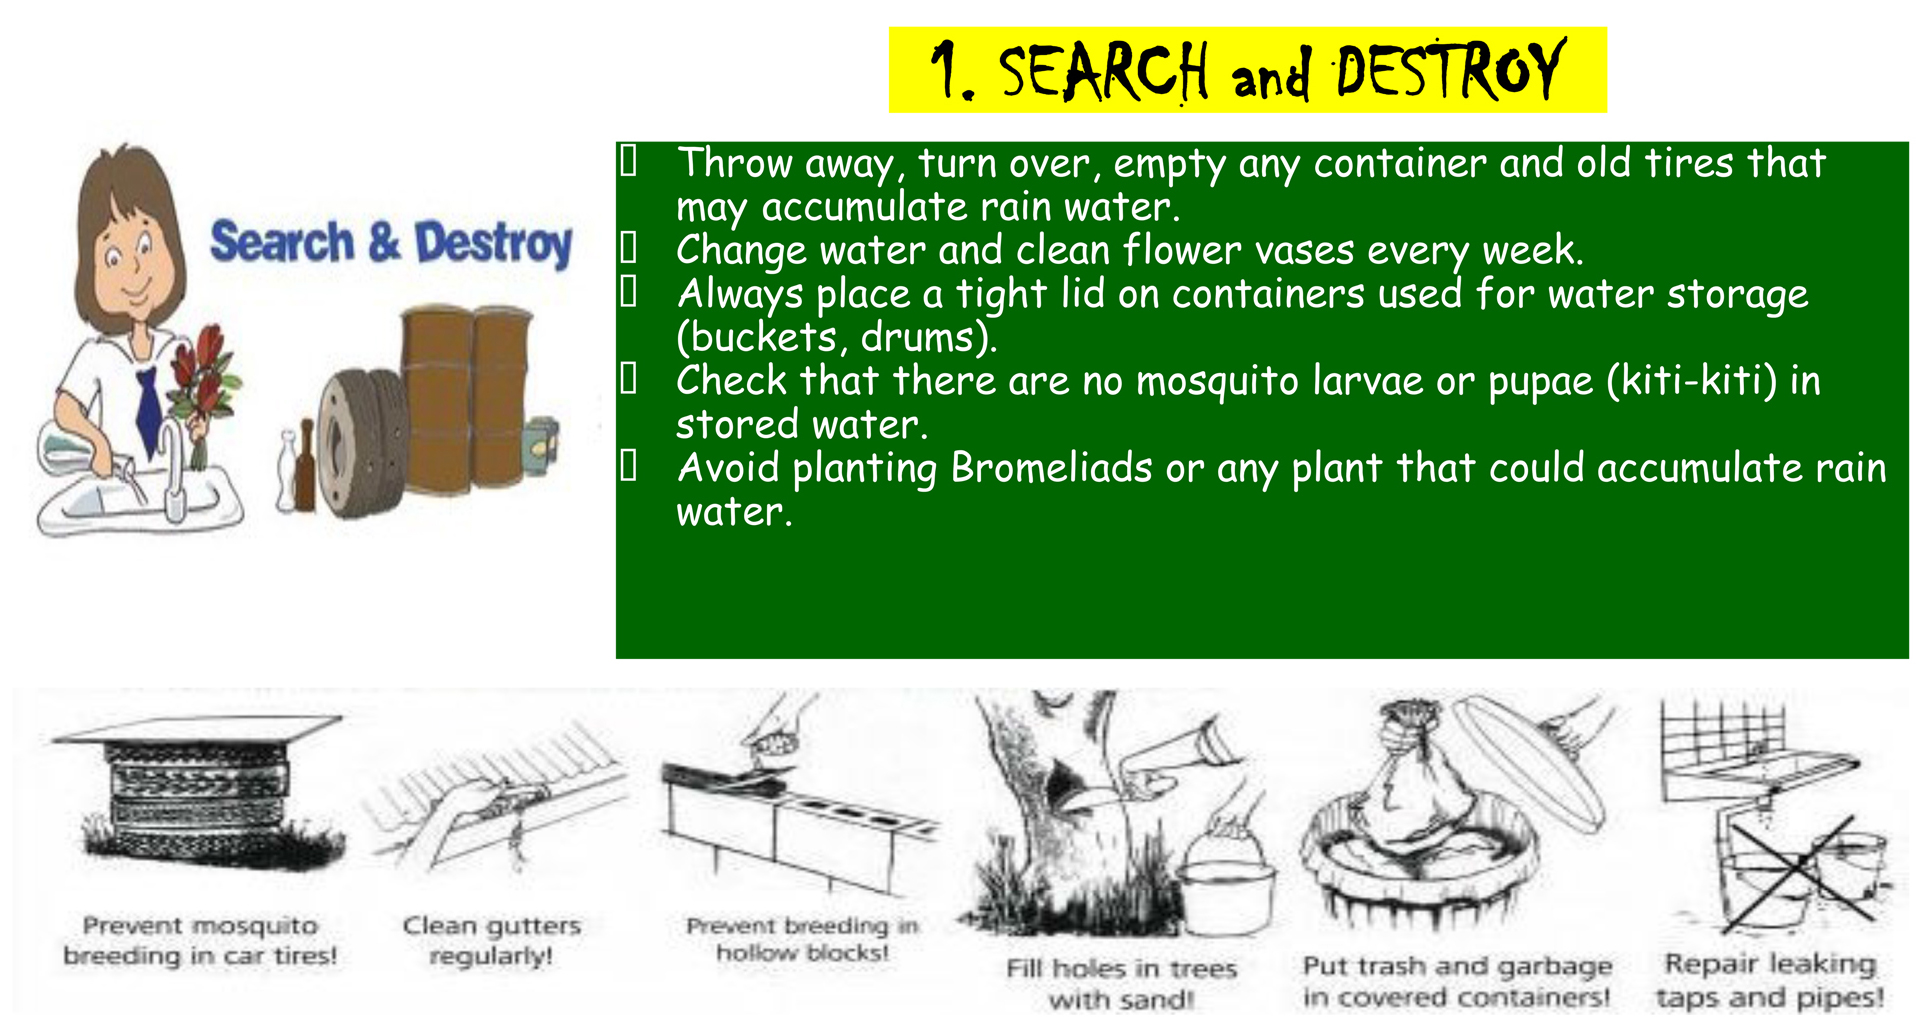 1. SEARCH and DESTROY
Search & Destroy
Throw away, turn over, empty any container and old tires that
may accumulate rain water.
Change water and clean flower vases every week.
Always place a tight lid on containers used for water storage
(buckets, drums).
Check that there are no mosquito larvae or pupae (kiti-kiti) in
stored water.
Avoid planting Bromeliads or any plant that could accumulate rain
water.
Prevent mosquito
breeding in car tires!
Clean gutters
regularly!
Prevent breeding in
hollow blocks!
Fill holes in trees
with sand!
Put trash and garbage
in covered containers!
Repair leaking
taps and pipes!